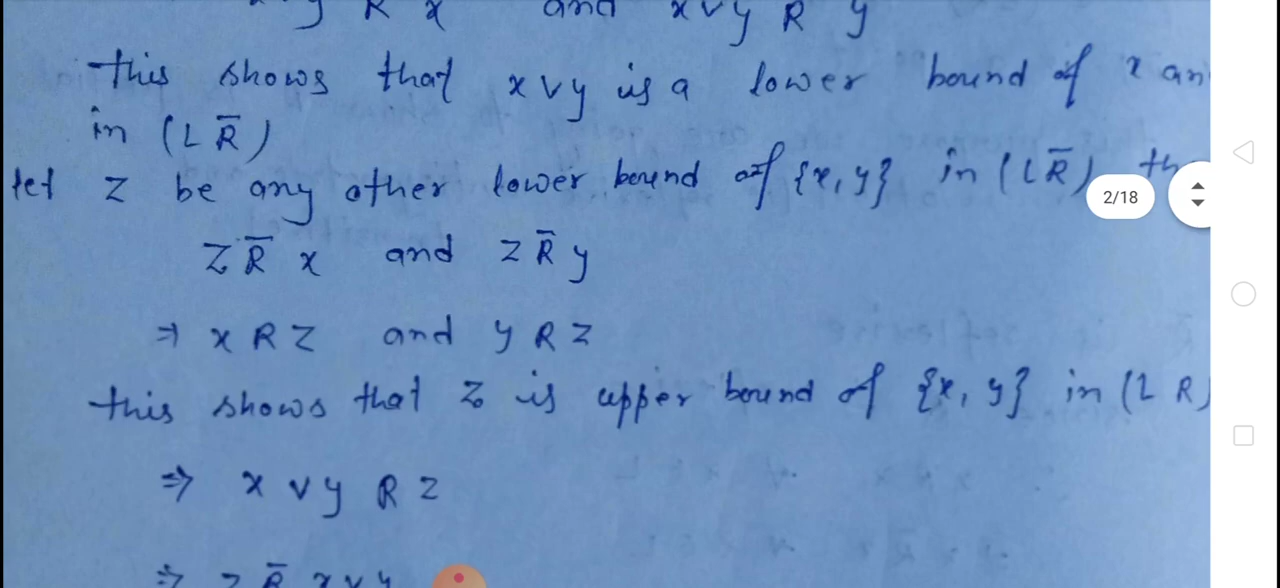 x and x v y R y
this shows that x v y is a lower bound of x an
in (L R̄)
let z be any other lower bound of {x, y} in (L R̄) th
2/18
z R̄ x and z R̄ y
⇒ x R z and y R z
this shows that z is upper bound of {x, y} in (L R)
⇒ x v y R z
⇒ z R̄ x v y